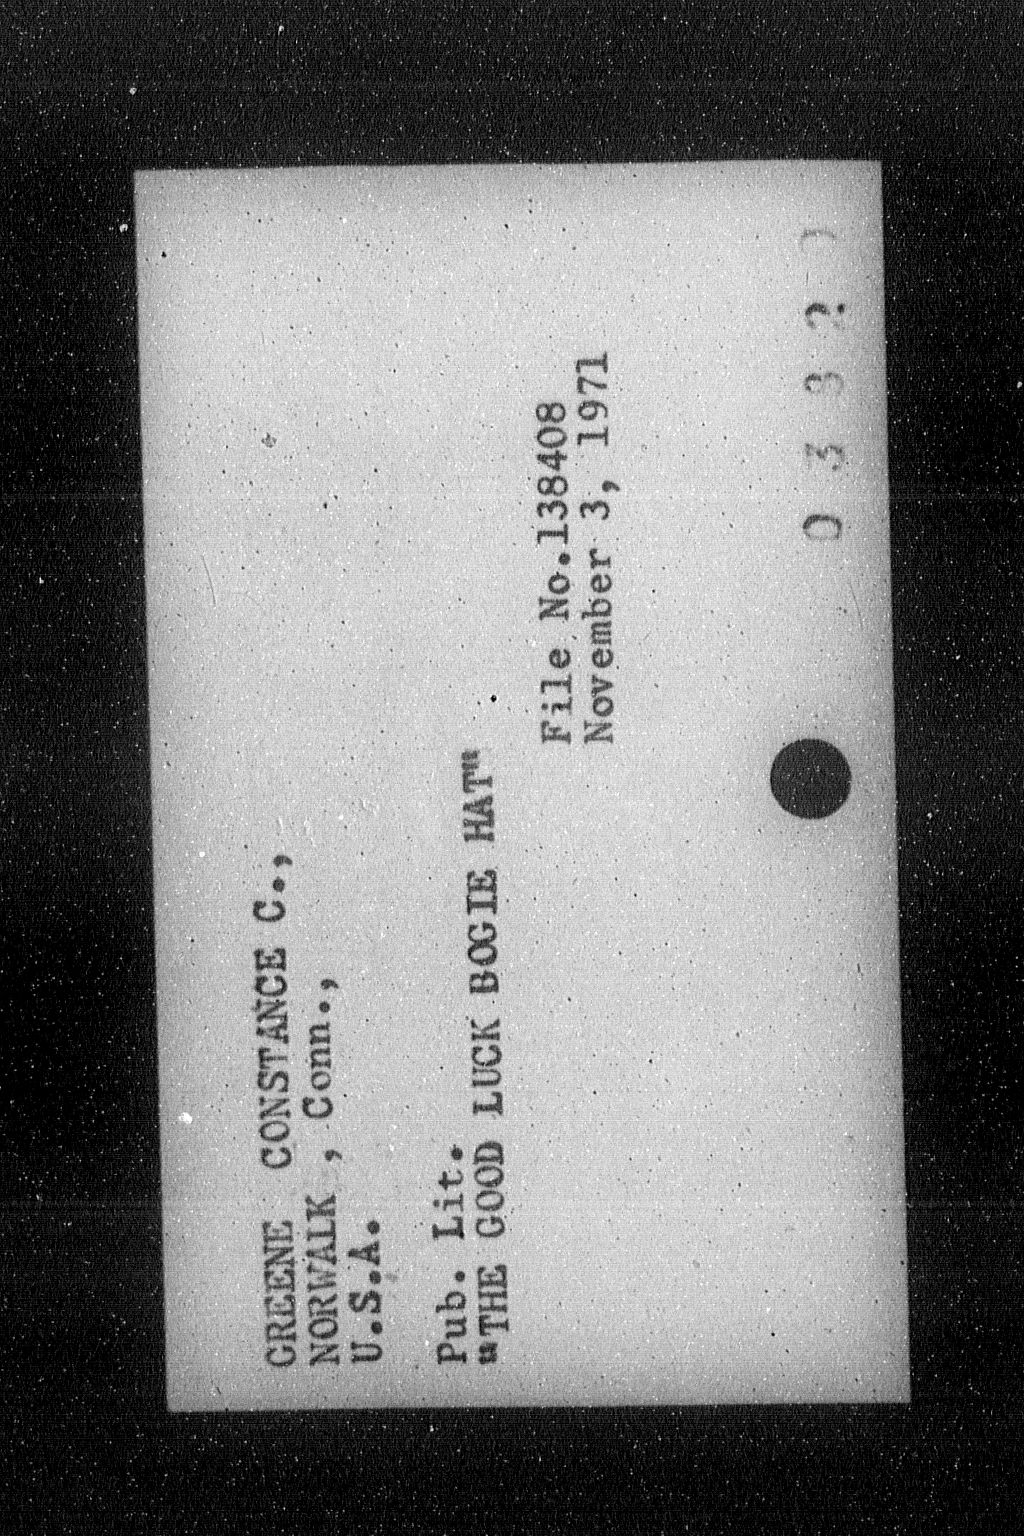 GREENE CONSTANCE C.,
NORWALK , Conn.,
U.S.A.
Pub. Lit.
"THE GOOD LUCK BOGIE HAT"
File No.138408
November 3, 1971